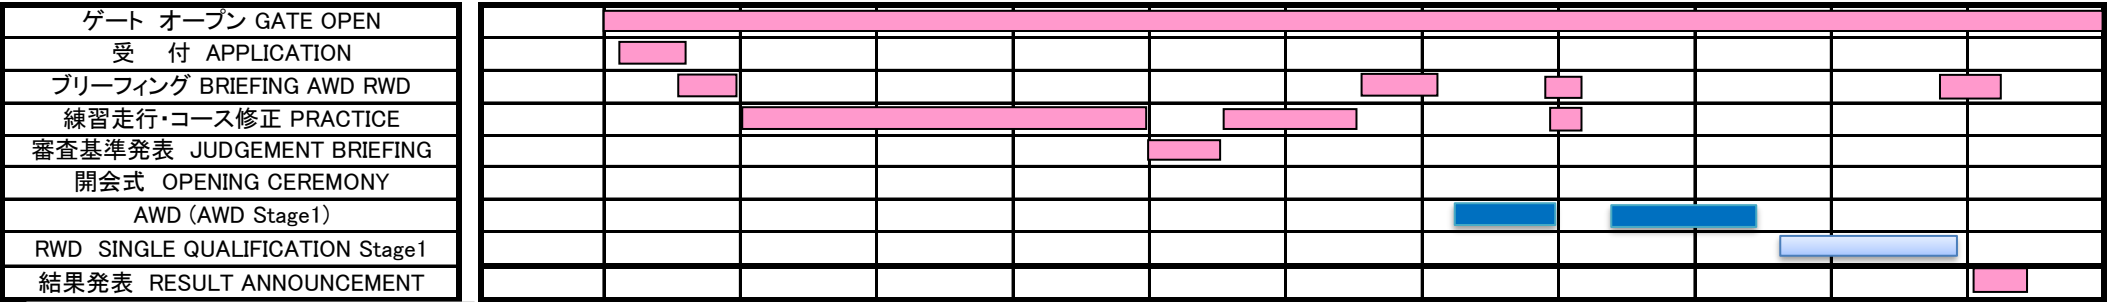 ゲート オープン GATE OPEN
受 付 APPLICATION
ブリーフィング BRIEFING AWD RWD
練習走行・コース修正 PRACTICE
審査基準発表 JUDGEMENT BRIEFING
開会式 OPENING CEREMONY
AWD (AWD Stage1)
RWD SINGLE QUALIFICATION Stage1
結果発表 RESULT ANNOUNCEMENT